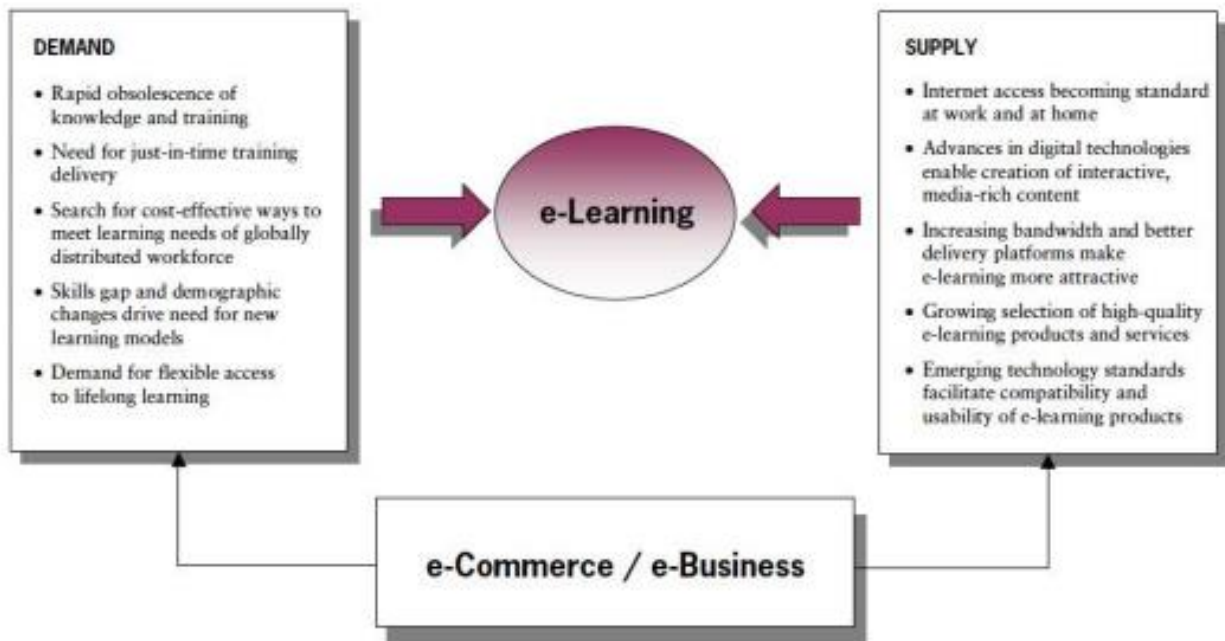 DEMAND
• Rapid obsolescence of
knowledge and training
• Need for just-in-time training
delivery
• Search for cost-effective ways to
meet learning needs of globally
distributed workforce
• Skills gap and demographic
changes drive need for new
learning models
• Demand for flexible access
to lifelong learning
e-Learning
SUPPLY
• Internet access becoming standard
at work and at home
• Advances in digital technologies
enable creation of interactive,
media-rich content
• Increasing bandwidth and better
delivery platforms make
e-learning more attractive
• Growing selection of high-quality
e-learning products and services
• Emerging technology standards
facilitate compatibility and
usability of e-learning products
e-Commerce / e-Business